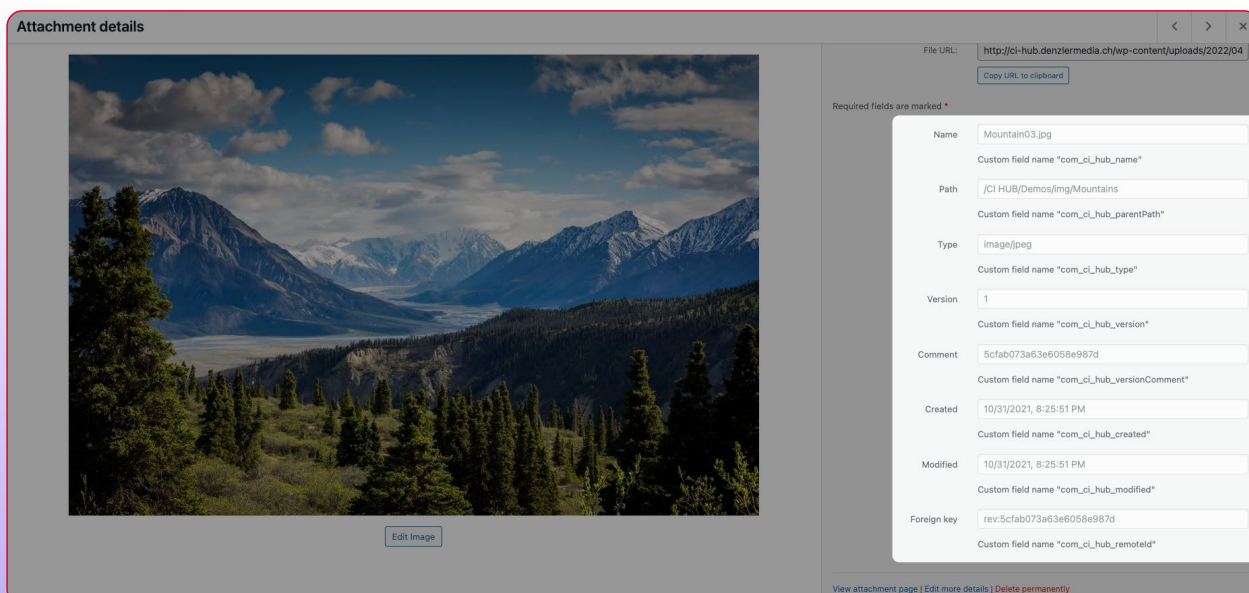 Attachment details
File URL: http://ci-hub.denzlermedia.ch/wp-content/uploads/2022/04
Copy URL to clipboard
Required fields are marked *
Name Mountain03.jpg
Custom field name "com_ci_hub_name"
Path /CI HUB/Demos/img/Mountains
Custom field name "com_ci_hub_parentPath"
Type image/jpeg
Custom field name "com_ci_hub_type"
Version 1
Custom field name "com_ci_hub_version"
Comment 5cfab073a63e6058e987d
Custom field name "com_ci_hub_versionComment"
Created 10/31/2021, 8:25:51 PM
Custom field name "com_ci_hub_created"
Modified 10/31/2021, 8:25:51 PM
Custom field name "com_ci_hub_modified"
Foreign key rev:5cfab073a63e6058e987d
Custom field name "com_ci_hub_remoteId"
Edit Image
View attachment page | Edit more details | Delete permanently